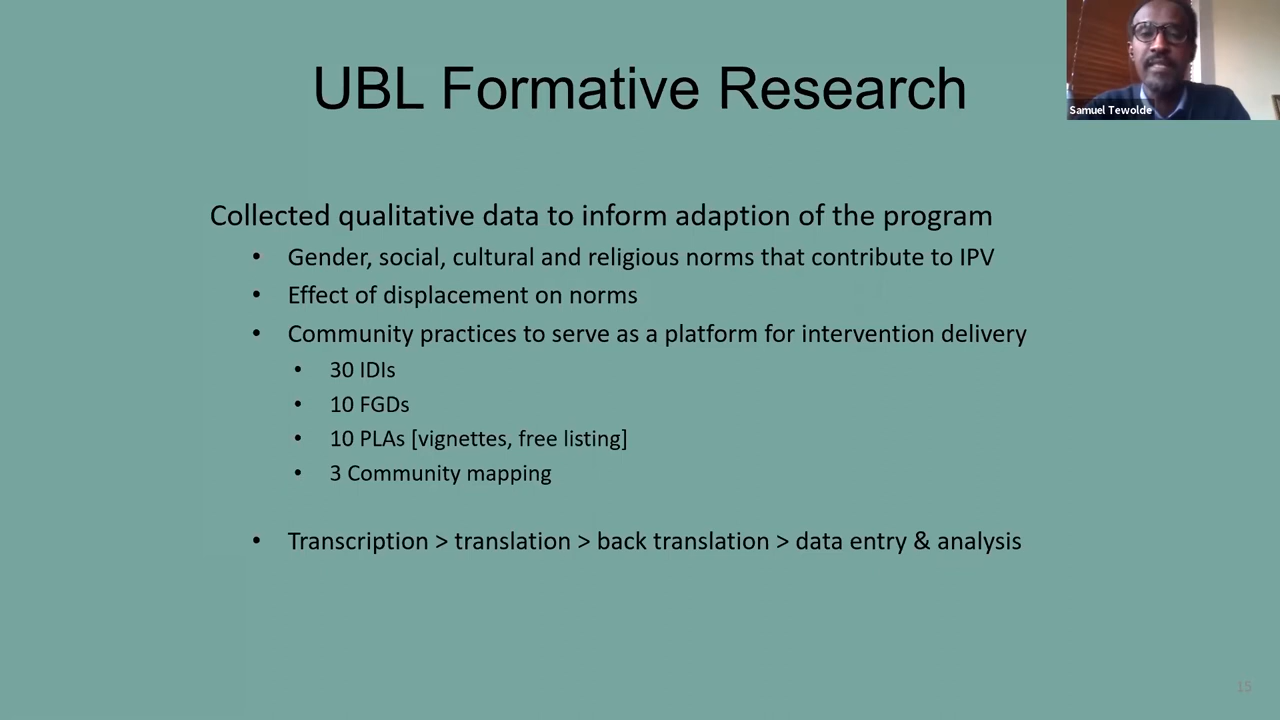 UBL Formative Research
Samuel Tewolde
Collected qualitative data to inform adaption of the program
• Gender, social, cultural and religious norms that contribute to IPV
• Effect of displacement on norms
• Community practices to serve as a platform for intervention delivery
• 30 IDIs
• 10 FGDs
• 10 PLAs [vignettes, free listing]
• 3 Community mapping
• Transcription > translation > back translation > data entry & analysis
15